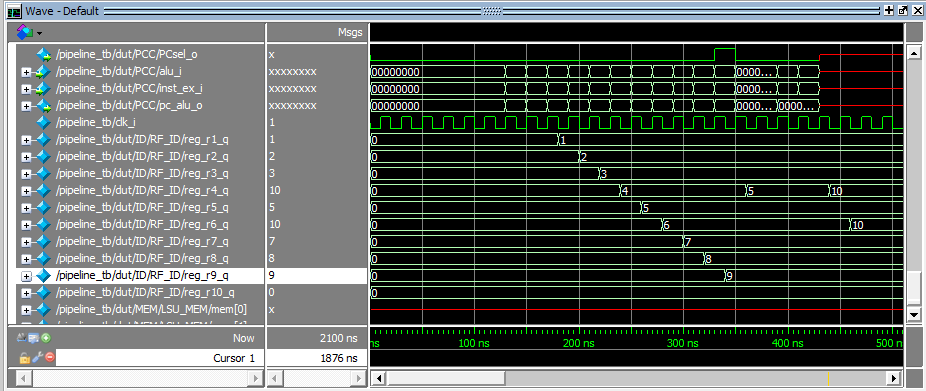 Wave - Default
Msgs
/pipeline_tb/dut/PCC/PCsel_o x
/pipeline_tb/dut/PCC/alu_i xxxxxxxx 00000000 0000...
/pipeline_tb/dut/PCC/inst_ex_i xxxxxxxx 00000000 0000...
/pipeline_tb/dut/PCC/pc_alu_o xxxxxxxx 00000000 0000... 0000...
/pipeline_tb/clk_i 1
/pipeline_tb/dut/ID/RF_ID/reg_r1_q 1 0 1
/pipeline_tb/dut/ID/RF_ID/reg_r2_q 2 0 2
/pipeline_tb/dut/ID/RF_ID/reg_r3_q 3 0 3
/pipeline_tb/dut/ID/RF_ID/reg_r4_q 10 0 4 5 10
/pipeline_tb/dut/ID/RF_ID/reg_r5_q 5 0 5
/pipeline_tb/dut/ID/RF_ID/reg_r6_q 10 0 6 10
/pipeline_tb/dut/ID/RF_ID/reg_r7_q 7 0 7
/pipeline_tb/dut/ID/RF_ID/reg_r8_q 8 0 8
/pipeline_tb/dut/ID/RF_ID/reg_r9_q 9 0 9
/pipeline_tb/dut/ID/RF_ID/reg_r10_q 0 0
/pipeline_tb/dut/MEM/LSU_MEM/mem[0] x
Now 2100 ns ns 100 ns 200 ns 300 ns 400 ns 500 n
Cursor 1 1876 ns